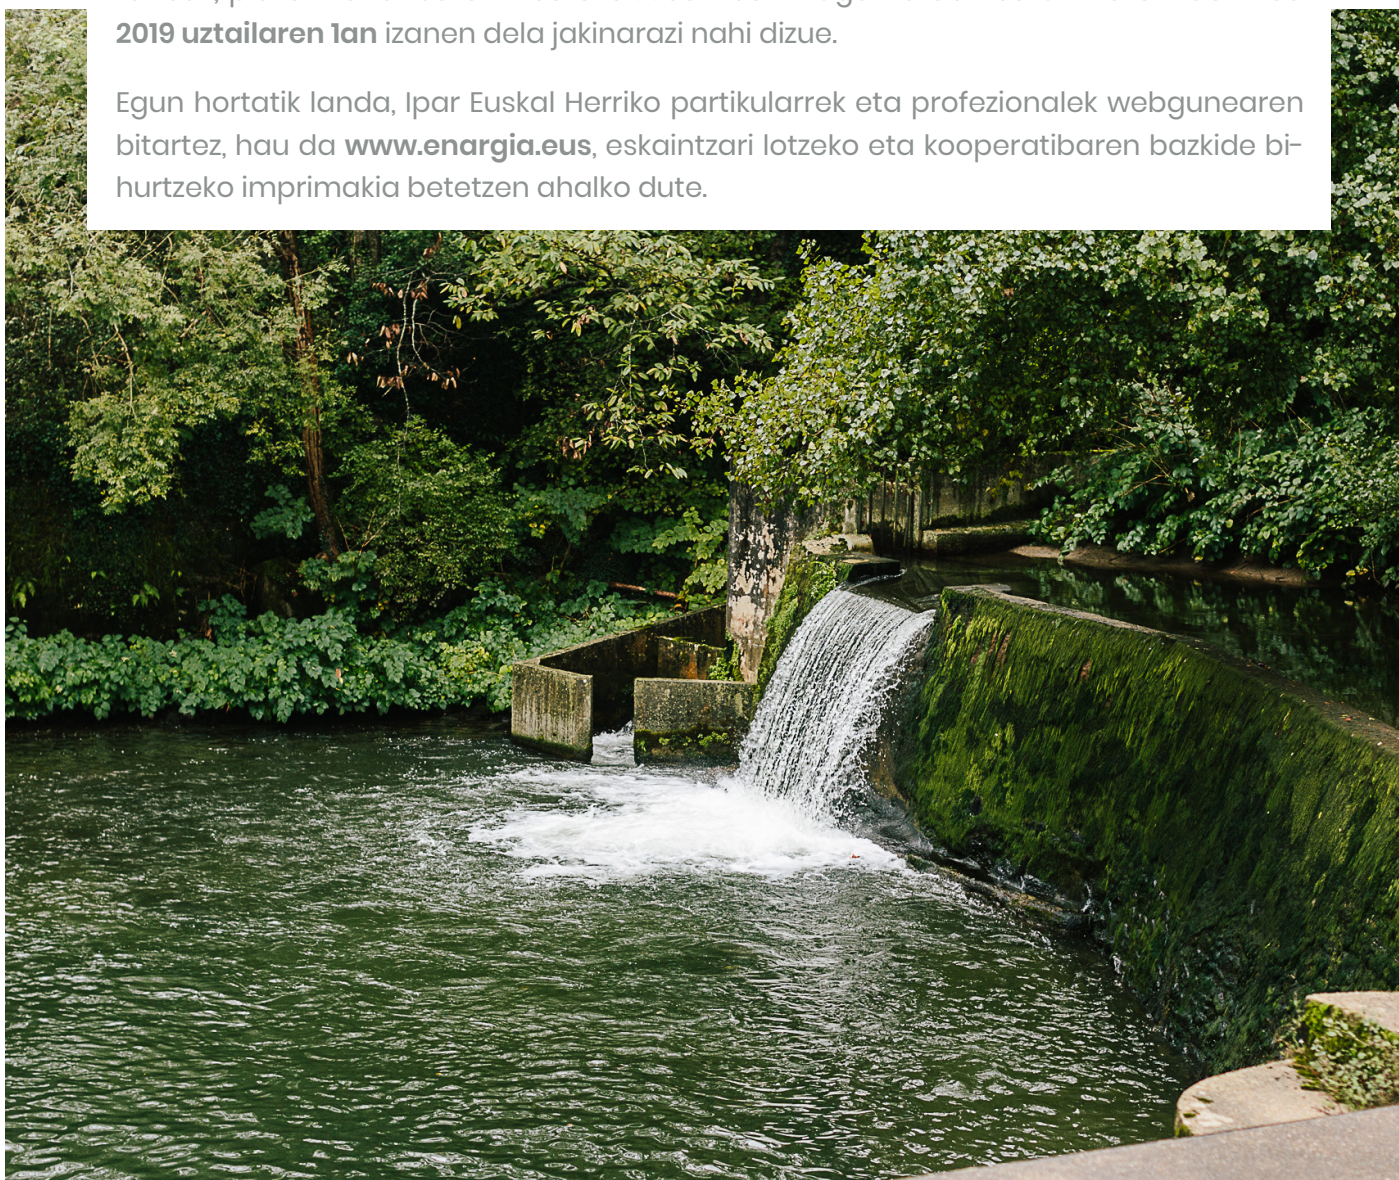 2019 uztailaren 1an izanen dela jakinarazi nahi dizue.
Egun hortatik landa, Ipar Euskal Herriko partikularrek eta profezionalek webgunearen
bitartez, hau da www.enargia.eus, eskaintzari lotzeko eta kooperatibaren bazkide bi-
hurtzeko imprimakia betetzen ahalko dute.